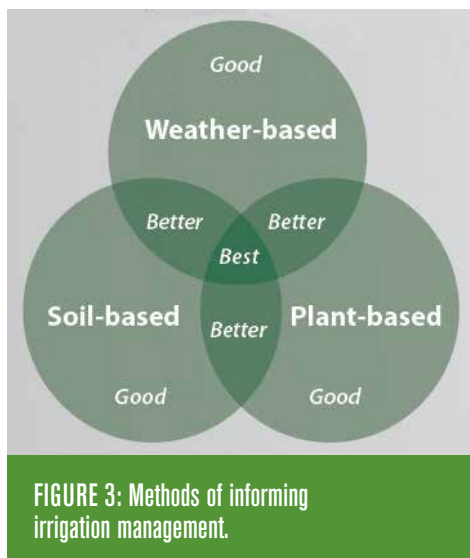 Good
Weather-based
Better Better
Best
Soil-based Better Plant-based
Good Good
FIGURE 3: Methods of informing
irrigation management.